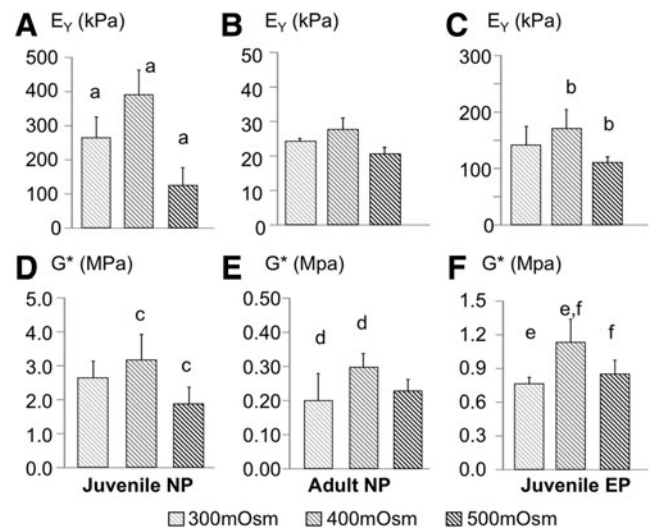 A E_Y (kPa)
500
400
300
200
100
0
a
a
a
B E_Y (kPa)
50
40
30
20
10
0
C E_Y (kPa)
300
200
100
0
b
b
D G* (MPa)
5.0
4.0
3.0
2.0
1.0
0.0
c
c
Juvenile NP
E G* (Mpa)
0.50
0.40
0.30
0.20
0.10
0.00
d
d
Adult NP
F G* (Mpa)
1.5
1.2
0.9
0.6
0.3
0.0
e
e,f
f
Juvenile EP
300mOsm 400mOsm 500mOsm